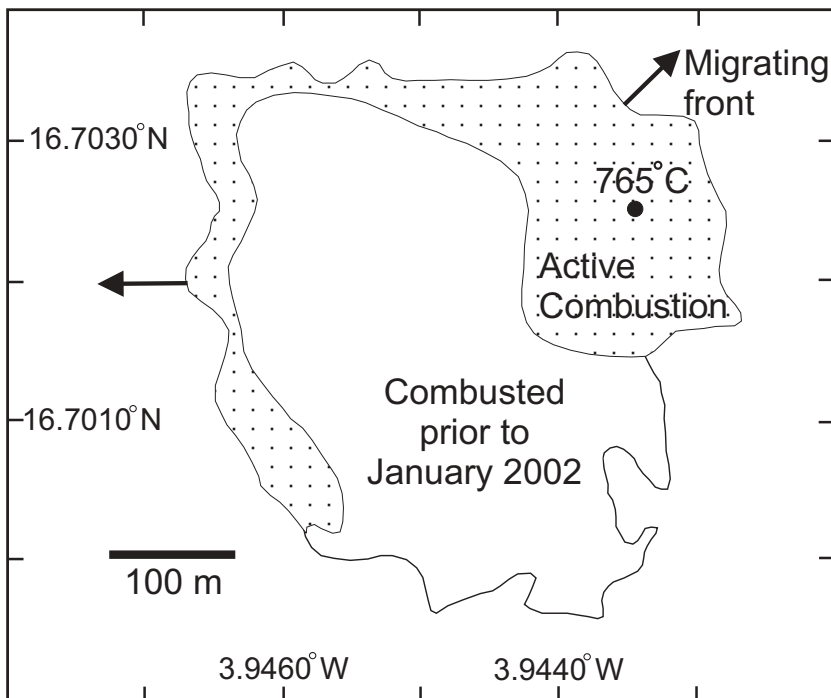 Migrating
front
16.7030°N
765°C
Active
Combustion
Combusted
prior to
January 2002
16.7010°N
100 m
3.9460°W
3.9440°W